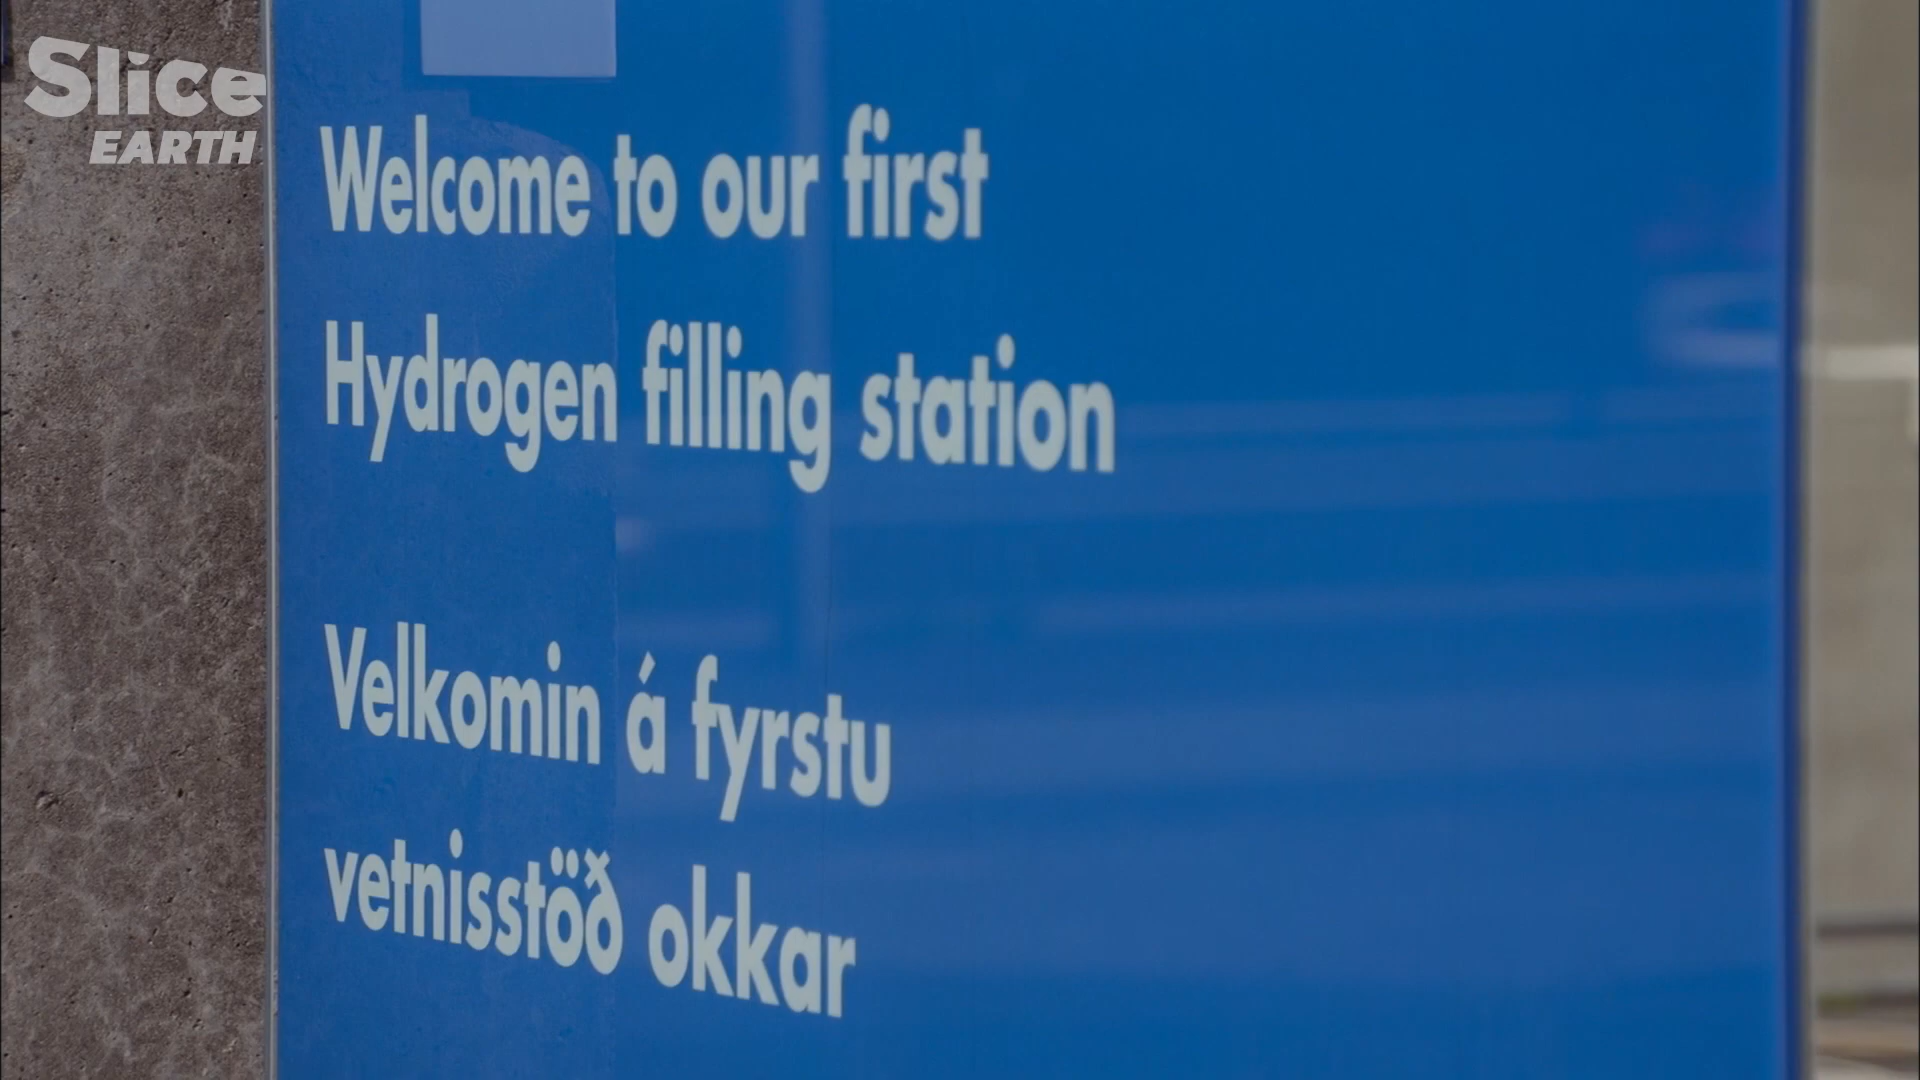 Slice
EARTH
Welcome to our first
Hydrogen filling station
Velkomin á fyrstu
vetnisstöð okkar